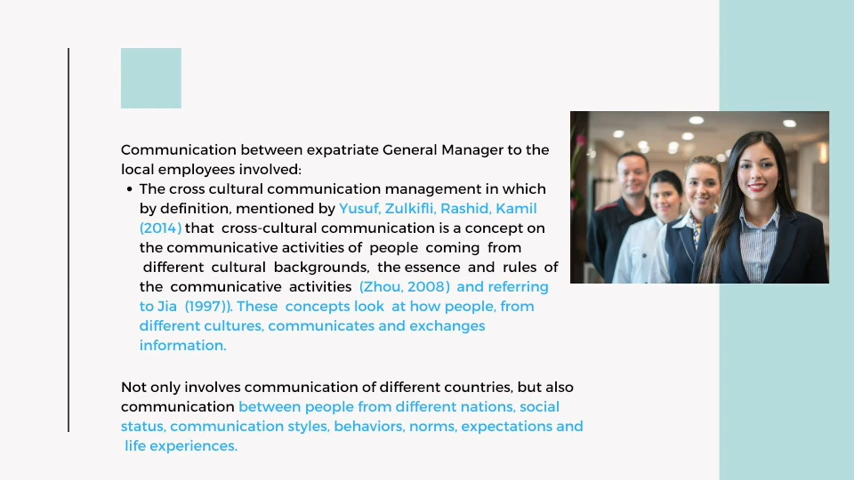 Communication between expatriate General Manager to the
local employees involved:
• The cross cultural communication management in which
by definition, mentioned by Yusuf, Zulkifli, Rashid, Kamil
(2014) that cross-cultural communication is a concept on
the communicative activities of people coming from
different cultural backgrounds, the essence and rules of
the communicative activities (Zhou, 2008) and referring
to Jia (1997)). These concepts look at how people, from
different cultures, communicates and exchanges
information.
Not only involves communication of different countries, but also
communication between people from different nations, social
status, communication styles, behaviors, norms, expectations and
life experiences.